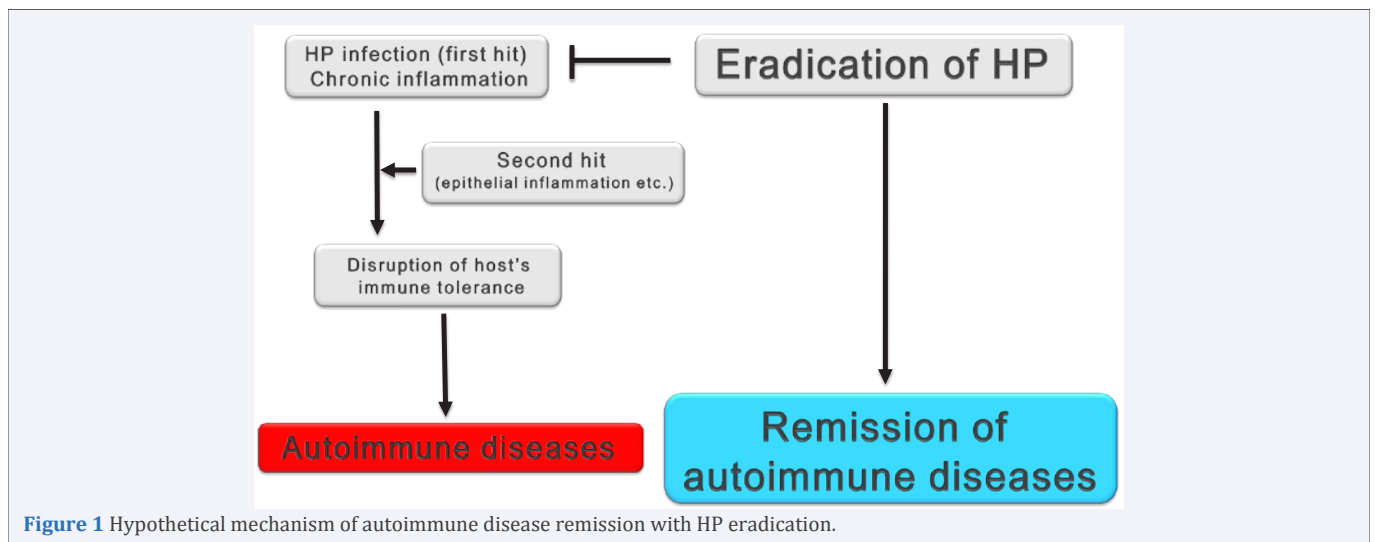 HP infection (first hit)
Chronic inflammation
Eradication of HP
Second hit
(epithelial inflammation etc.)
Disruption of host's
immune tolerance
Autoimmune diseases
Remission of
autoimmune diseases
Figure 1 Hypothetical mechanism of autoimmune disease remission with HP eradication.